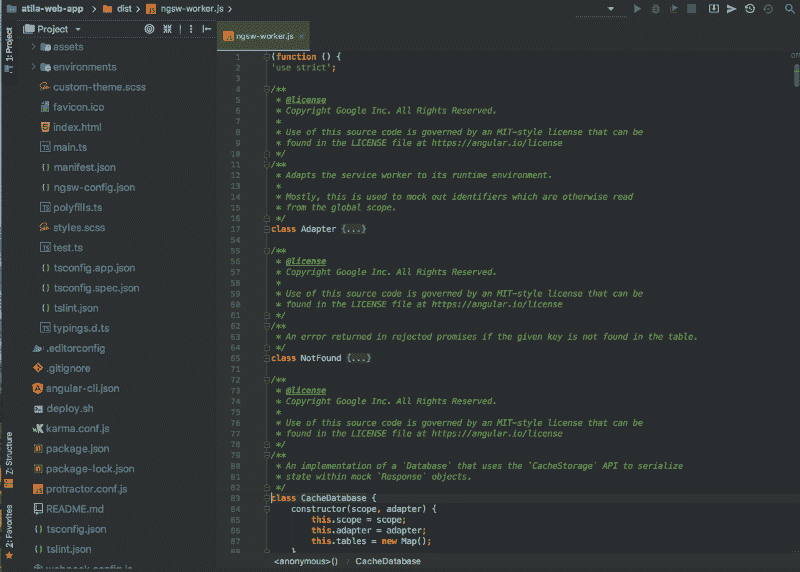 atila-web-app
dist
ngsw-worker.js
1: Project
Project
assets
environments
custom-theme.scss
favicon.ico
index.html
main.ts
manifest.json
ngsw-config.json
polyfills.ts
styles.scss
test.ts
tsconfig.app.json
tsconfig.spec.json
tslint.json
typings.d.ts
.editorconfig
.gitignore
angular-cli.json
deploy.sh
karma.conf.js
package.json
package-lock.json
protractor.conf.js
README.md
tsconfig.json
tslint.json
webpack.config.js
Z: Structure
2: Favorites
ngsw-worker.js
1 (function () {
2 'use strict';
3
4 /**
5 * @license
6 * Copyright Google Inc. All Rights Reserved.
7 *
8 * Use of this source code is governed by an MIT-style license that can be
9 * found in the LICENSE file at https://angular.io/license
10 */
11 /**
12 * Adapts the service worker to its runtime environment.
13 *
14 * Mostly, this is used to mock out identifiers which are otherwise read
15 * from the global scope.
16 */
17 class Adapter {...}
54
55 /**
56 * @license
57 * Copyright Google Inc. All Rights Reserved.
58 *
59 * Use of this source code is governed by an MIT-style license that can be
60 * found in the LICENSE file at https://angular.io/license
61 */
62 /**
63 * An error returned in rejected promises if the given key is not found in the table.
64 */
65 class NotFound {...}
71
72 /**
73 * @license
74 * Copyright Google Inc. All Rights Reserved.
75 *
76 * Use of this source code is governed by an MIT-style license that can be
77 * found in the LICENSE file at https://angular.io/license
78 */
79 /**
80 * An implementation of a `Database` that uses the `CacheStorage` API to serialize
81 * state within mock `Response` objects.
82 */
83 class CacheDatabase {
84 constructor(scope, adapter) {
85 this.scope = scope;
86 this.adapter = adapter;
87 this.tables = new Map();
88 }
<anonymous>() CacheDatabase